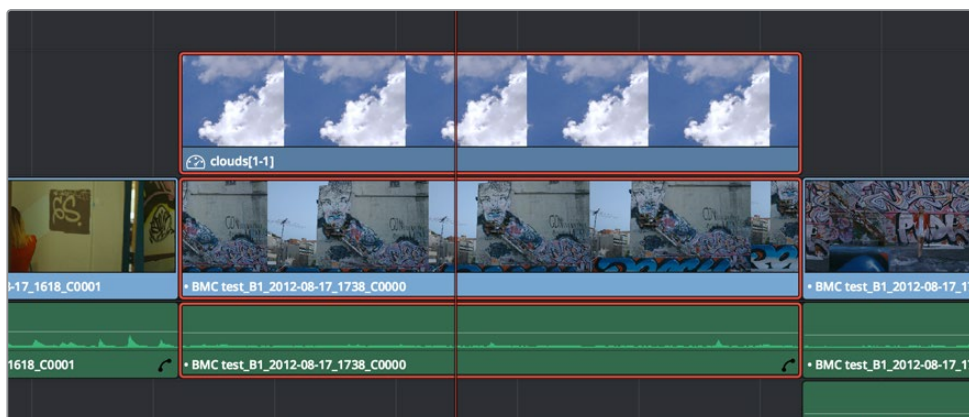 clouds[1-1]
-17_1618_C0001
• BMC test_B1_2012-08-17_1738_C0000
• BMC test_B1_2012-08-17_1
1618_C0001
• BMC test_B1_2012-08-17_1738_C0000
• BMC test_B1_2012-08-17_1